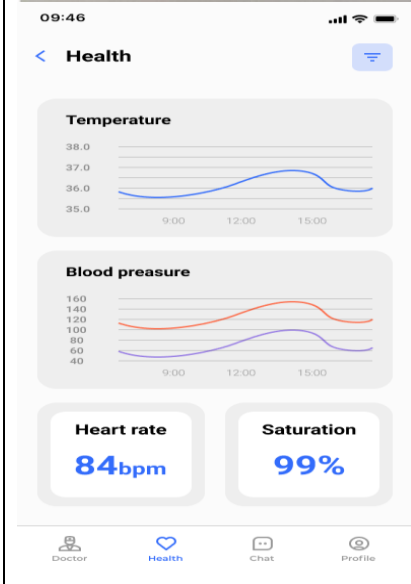 09:46
Health
Temperature
38.0
37.0
36.0
35.0
9:00 12:00 15:00
Blood preasure
160
140
120
100
80
60
40
9:00 12:00 15:00
Heart rate
84bpm
Saturation
99%
Doctor Health Chat Profile